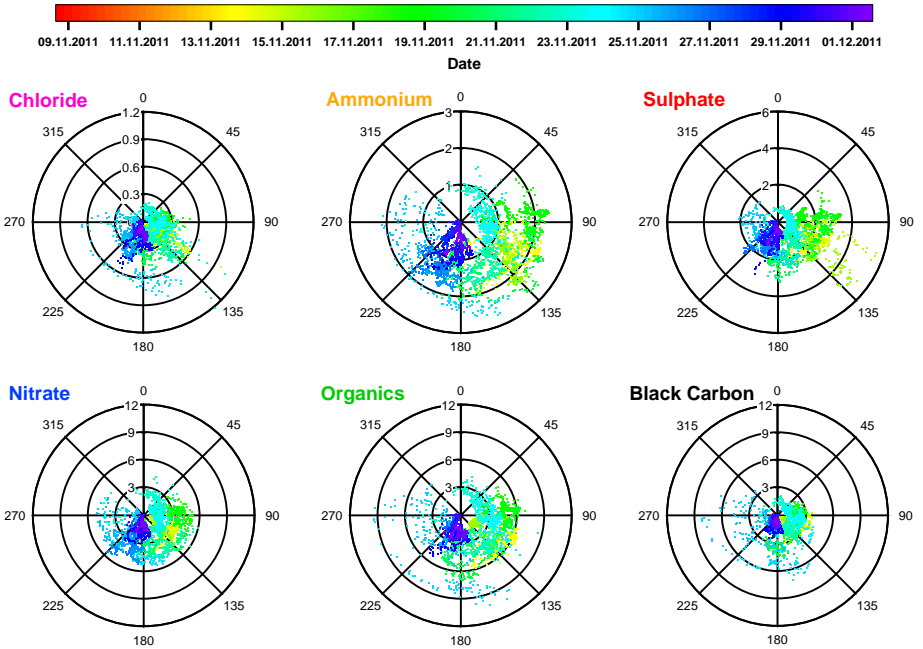 09.11.2011 11.11.2011 13.11.2011 15.11.2011 17.11.2011 19.11.2011 21.11.2011 23.11.2011 25.11.2011 27.11.2011 29.11.2011 01.12.2011
Date
Chloride 0 Ammonium 0 Sulphate 0
1.2 3 6
315 45 315 45 315 45
0.9 2 4
0.6
0.3 1 2
270 90 270 90 270 90
225 135 225 135 225 135
180 180 180
Nitrate 0 Organics 0 Black Carbon 0
12 12 12
315 45 315 45 315 45
9 9 9
6 6 6
3 3 3
270 90 270 90 270 90
225 135 225 135 225 135
180 180 180